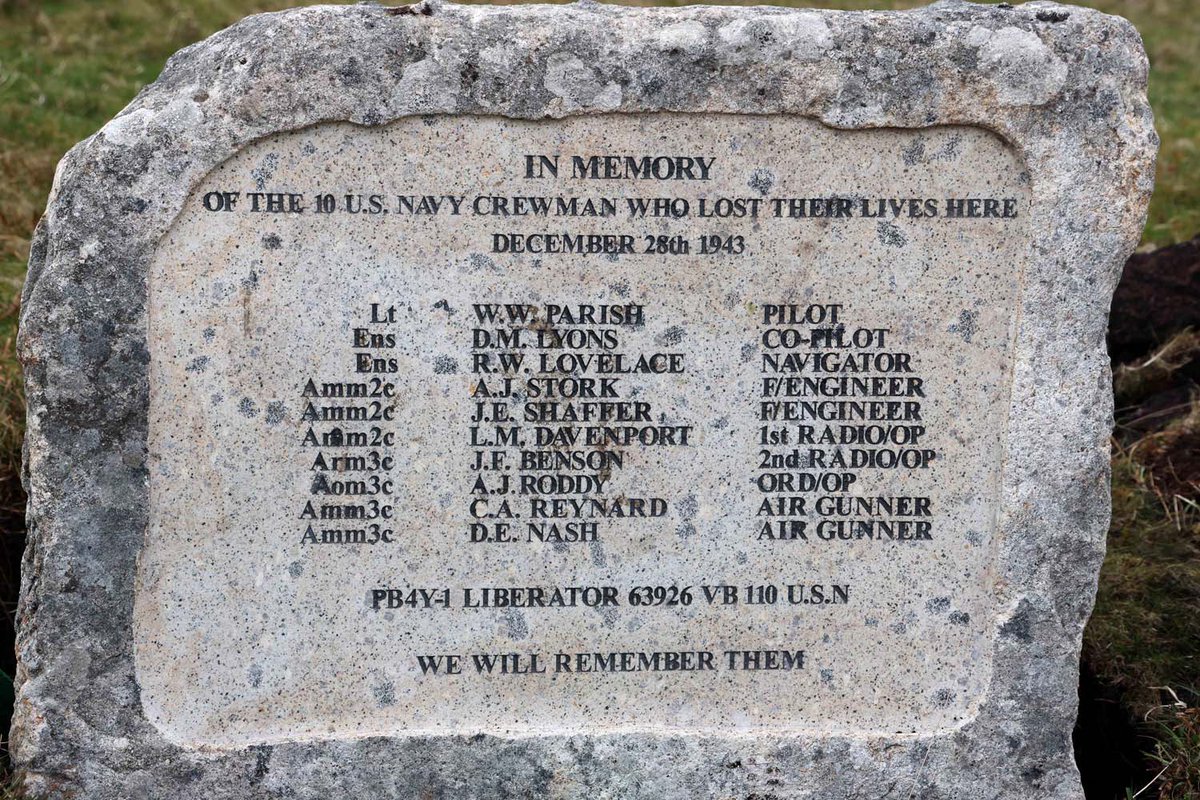 IN MEMORY
OF THE 10 U.S. NAVY CREWMAN WHO LOST THEIR LIVES HERE
DECEMBER 28th 1943
Lt W.W. PARISH PILOT
Ens D.M. LYONS CO-PILOT
Ens R.W. LOVELACE NAVIGATOR
Amm2c A.J. STORK F/ENGINEER
Amm2c J.E. SHAFFER F/ENGINEER
Arm2c L.M. DAVENPORT 1st RADIO/OP
Arm3c J.F. BENSON 2nd RADIO/OP
Aom3c A.J. RODDY ORD/OP
Amm3c C.A. REYNARD AIR GUNNER
Amm3c D.E. NASH AIR GUNNER
PB4Y-1 LIBERATOR 63926 VB 110 U.S.N
WE WILL REMEMBER THEM